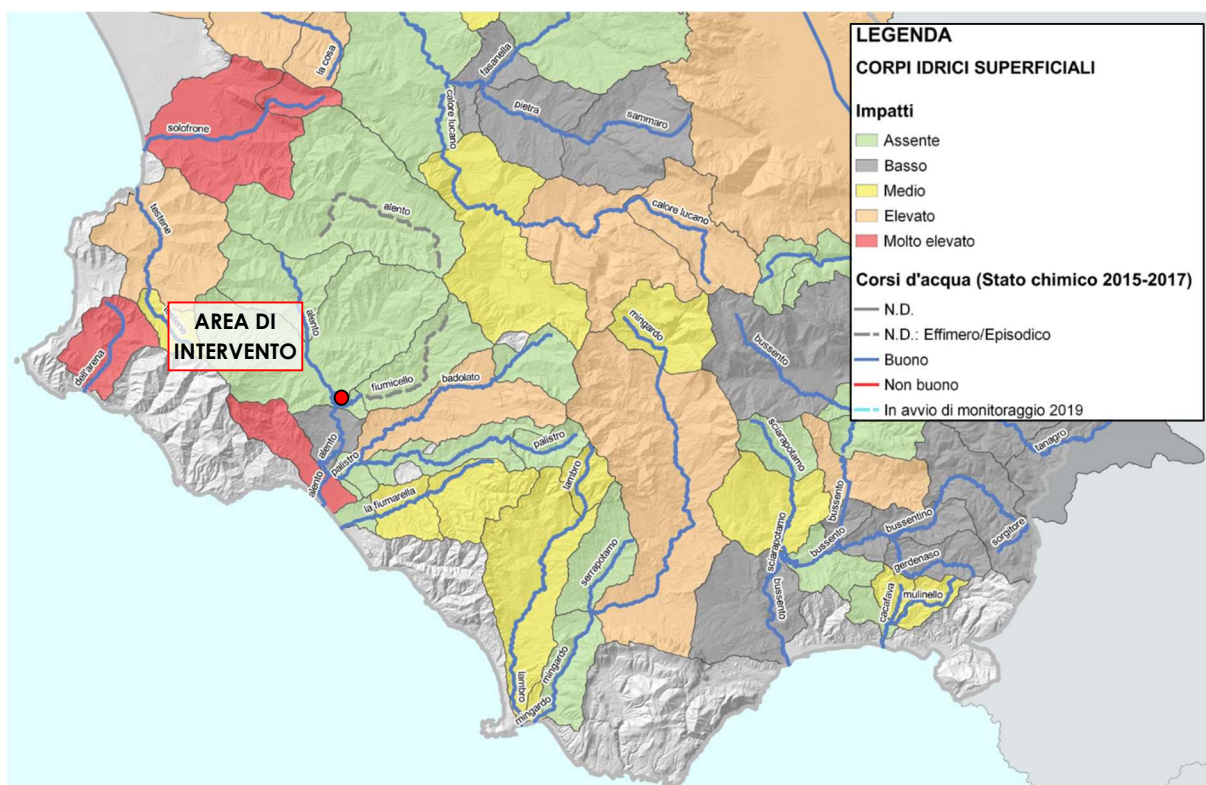 LEGENDA
CORPI IDRICI SUPERFICIALI
Impatti
Assente
Basso
Medio
Elevato
Molto elevato
Corsi d'acqua (Stato chimico 2015-2017)
N.D.
N.D.: Effimero/Episodico
Buono
Non buono
In avvio di monitoraggio 2019
la cosa
fasanella
solofrone
calore lucano
pietra
sammaro
testene
alento
calore lucano
AREA DI
INTERVENTO
alento
mingardo
bussento
dell'arena
fiumicello
badolato
alento
palistro
palistro
alento
lambro
la fiumarella
sciarapotamo
bussento
tanagro
bussentino
sorgitore
bussento
sciarapotamo
serrapotamo
gerdenaso
bussento
cacafava
mulinello
mingardo
lambro
mingardo